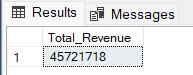 Results Messages
Total_Revenue
1 45721718